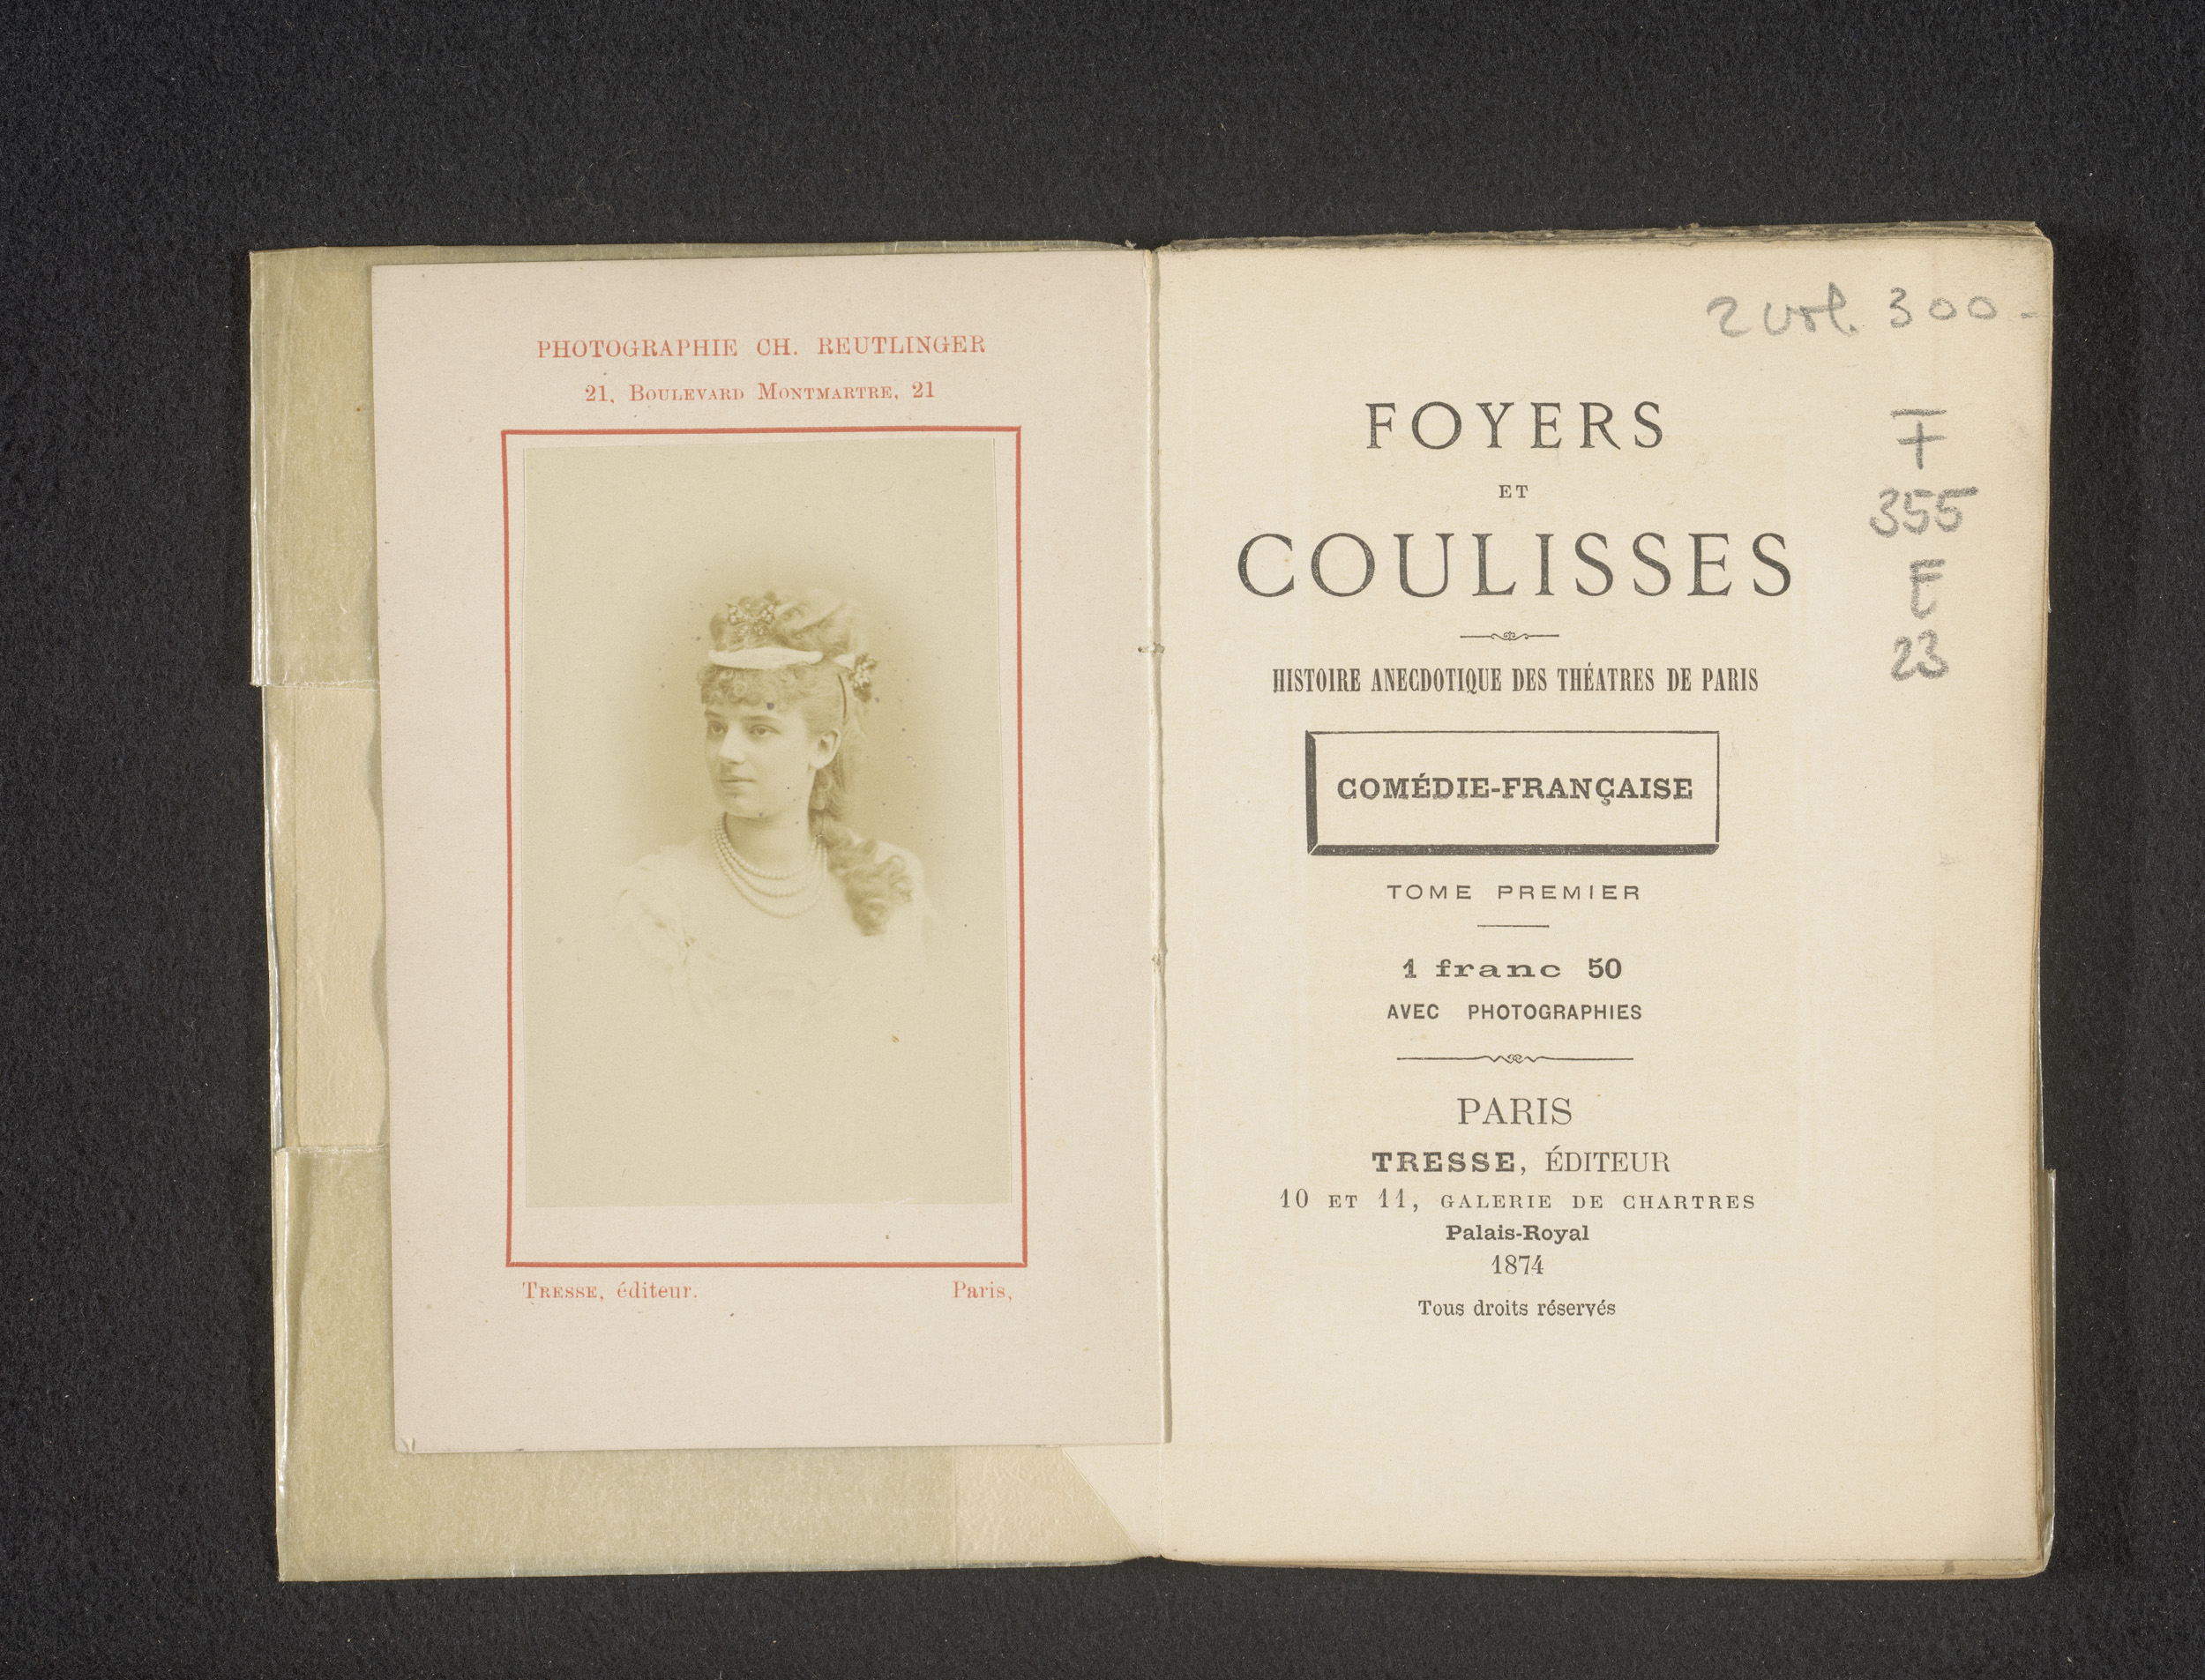 PHOTOGRAPHIE CH. REUTLINGER
21, BOULEVARD MONTMARTRE, 21
TRESSE, éditeur. Paris,
2 vol. 300-
FOYERS
ET
COULISSES
HISTOIRE ANECDOTIQUE DES THÉATRES DE PARIS
COMÉDIE-FRANÇAISE
TOME PREMIER
1 franc 50
AVEC PHOTOGRAPHIES
PARIS
TRESSE, ÉDITEUR
10 ET 11, GALERIE DE CHARTRES
Palais-Royal
1874
Tous droits réservés
F
355
E
23